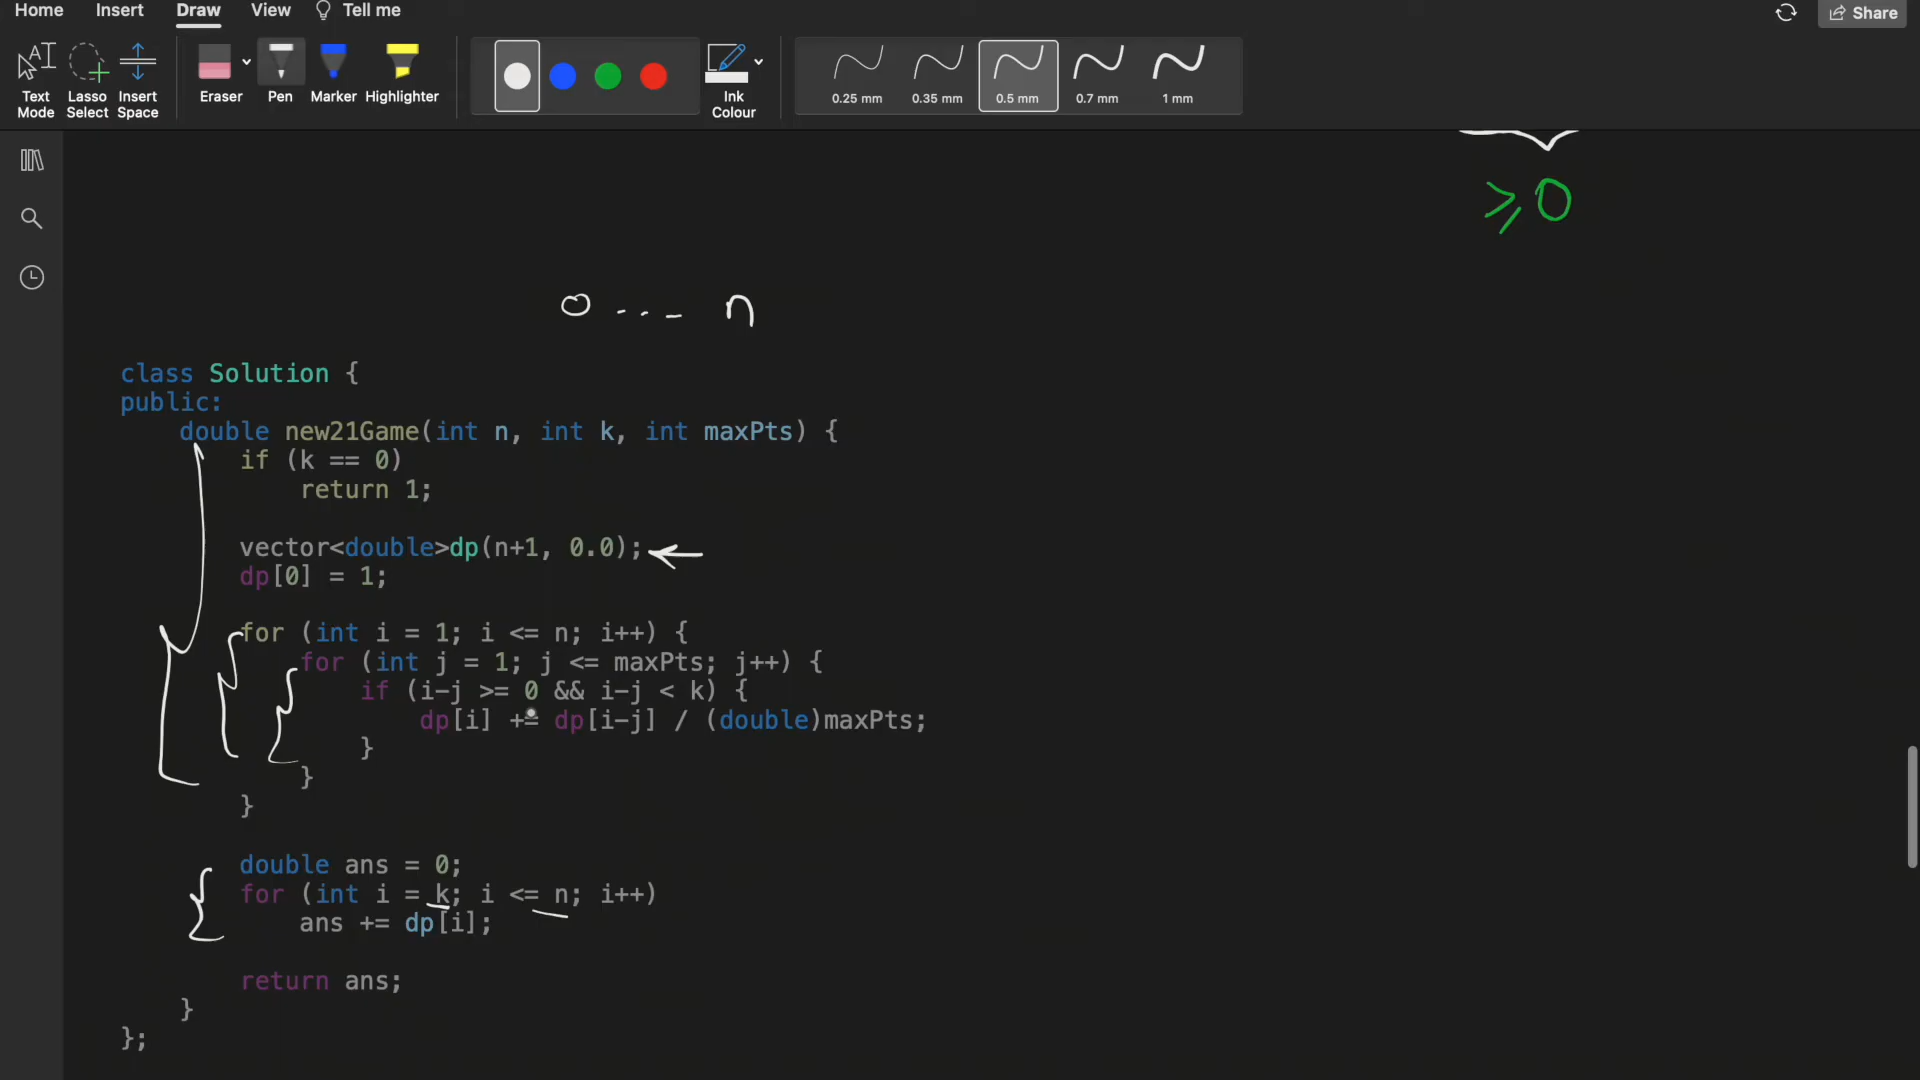 Home Insert Draw View Tell me Share
Text Mode Lasso Select Insert Space Eraser Pen Marker Highlighter Ink Colour 0.25 mm 0.35 mm 0.5 mm 0.7 mm 1 mm
≥0
0 ... n
class Solution {
public:
double new21Game(int n, int k, int maxPts) {
if (k == 0)
return 1;
vector<double>dp(n+1, 0.0);
dp[0] = 1;
for (int i = 1; i <= n; i++) {
for (int j = 1; j <= maxPts; j++) {
if (i-j >= 0 && i-j < k) {
dp[i] += dp[i-j] / (double)maxPts;
}
}
}
double ans = 0;
for (int i = k; i <= n; i++)
ans += dp[i];
return ans;
}
};